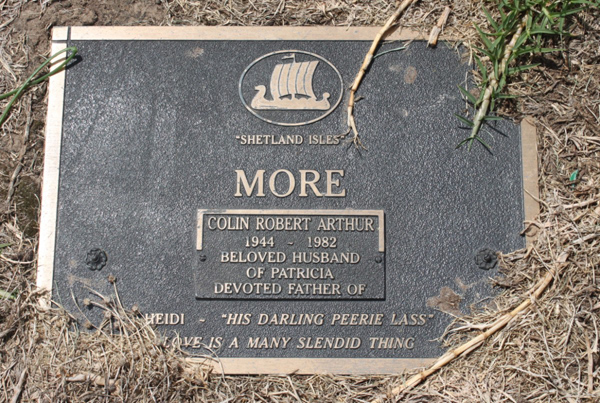 "SHETLAND ISLES"
MORE
COLIN ROBERT ARTHUR
1944 - 1982
BELOVED HUSBAND
OF PATRICIA
DEVOTED FATHER OF
HEIDI - "HIS DARLING PEERIE LASS"
LOVE IS A MANY SLENDID THING